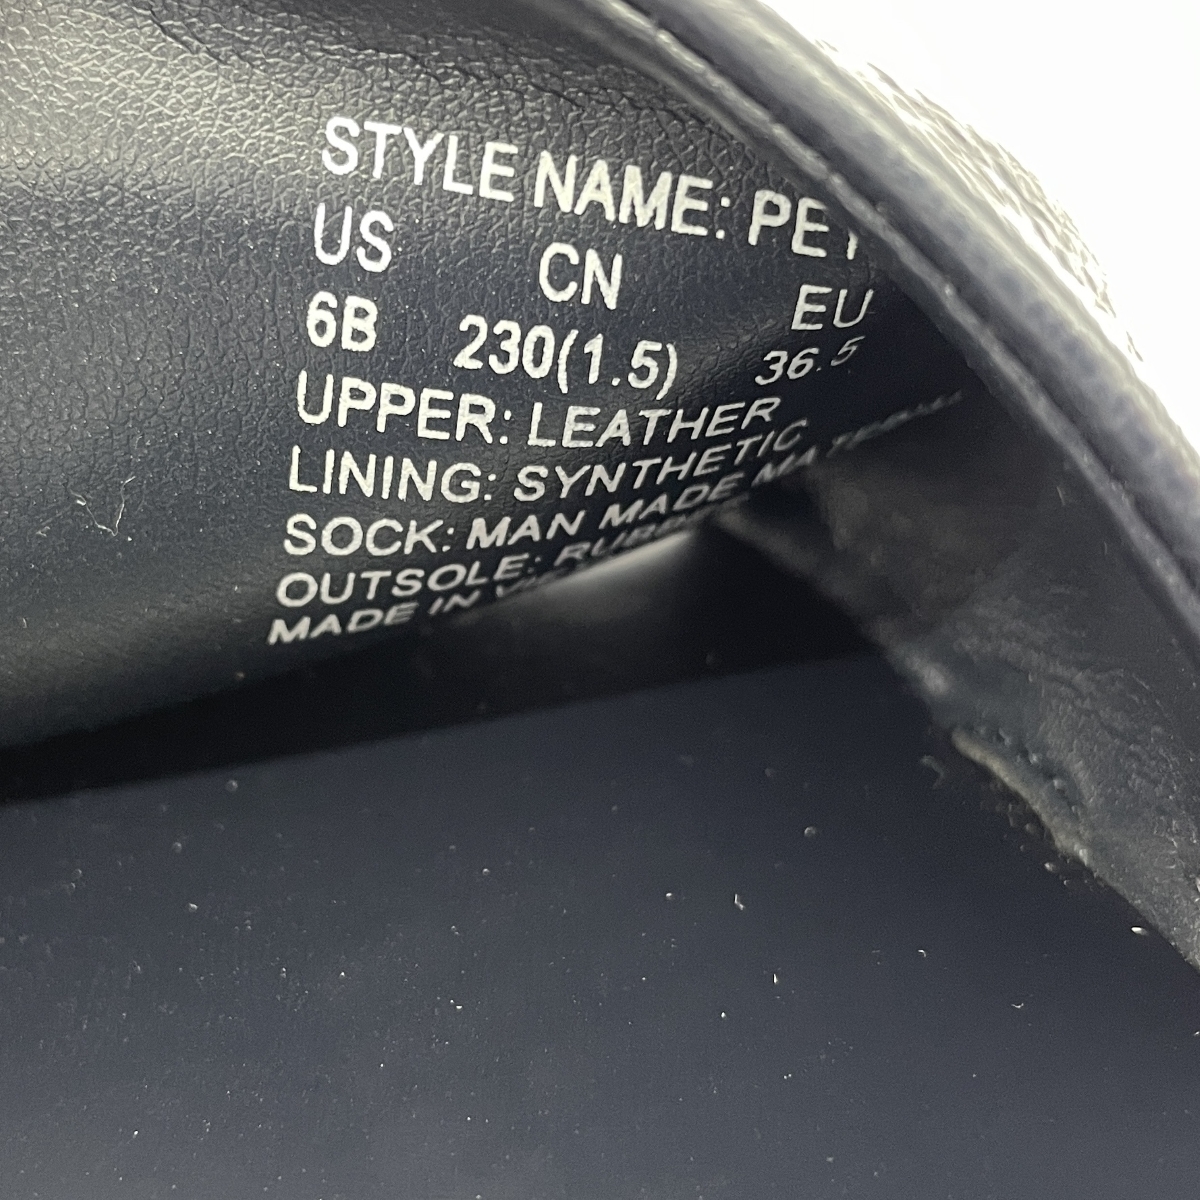 STYLE NAME:
US CN EU
6B 230(1.5) 36.5
UPPER: LEATHER
LINING: SYNTHETIC
SOCK: MAN MADE
OUTSOLE:
MADE IN